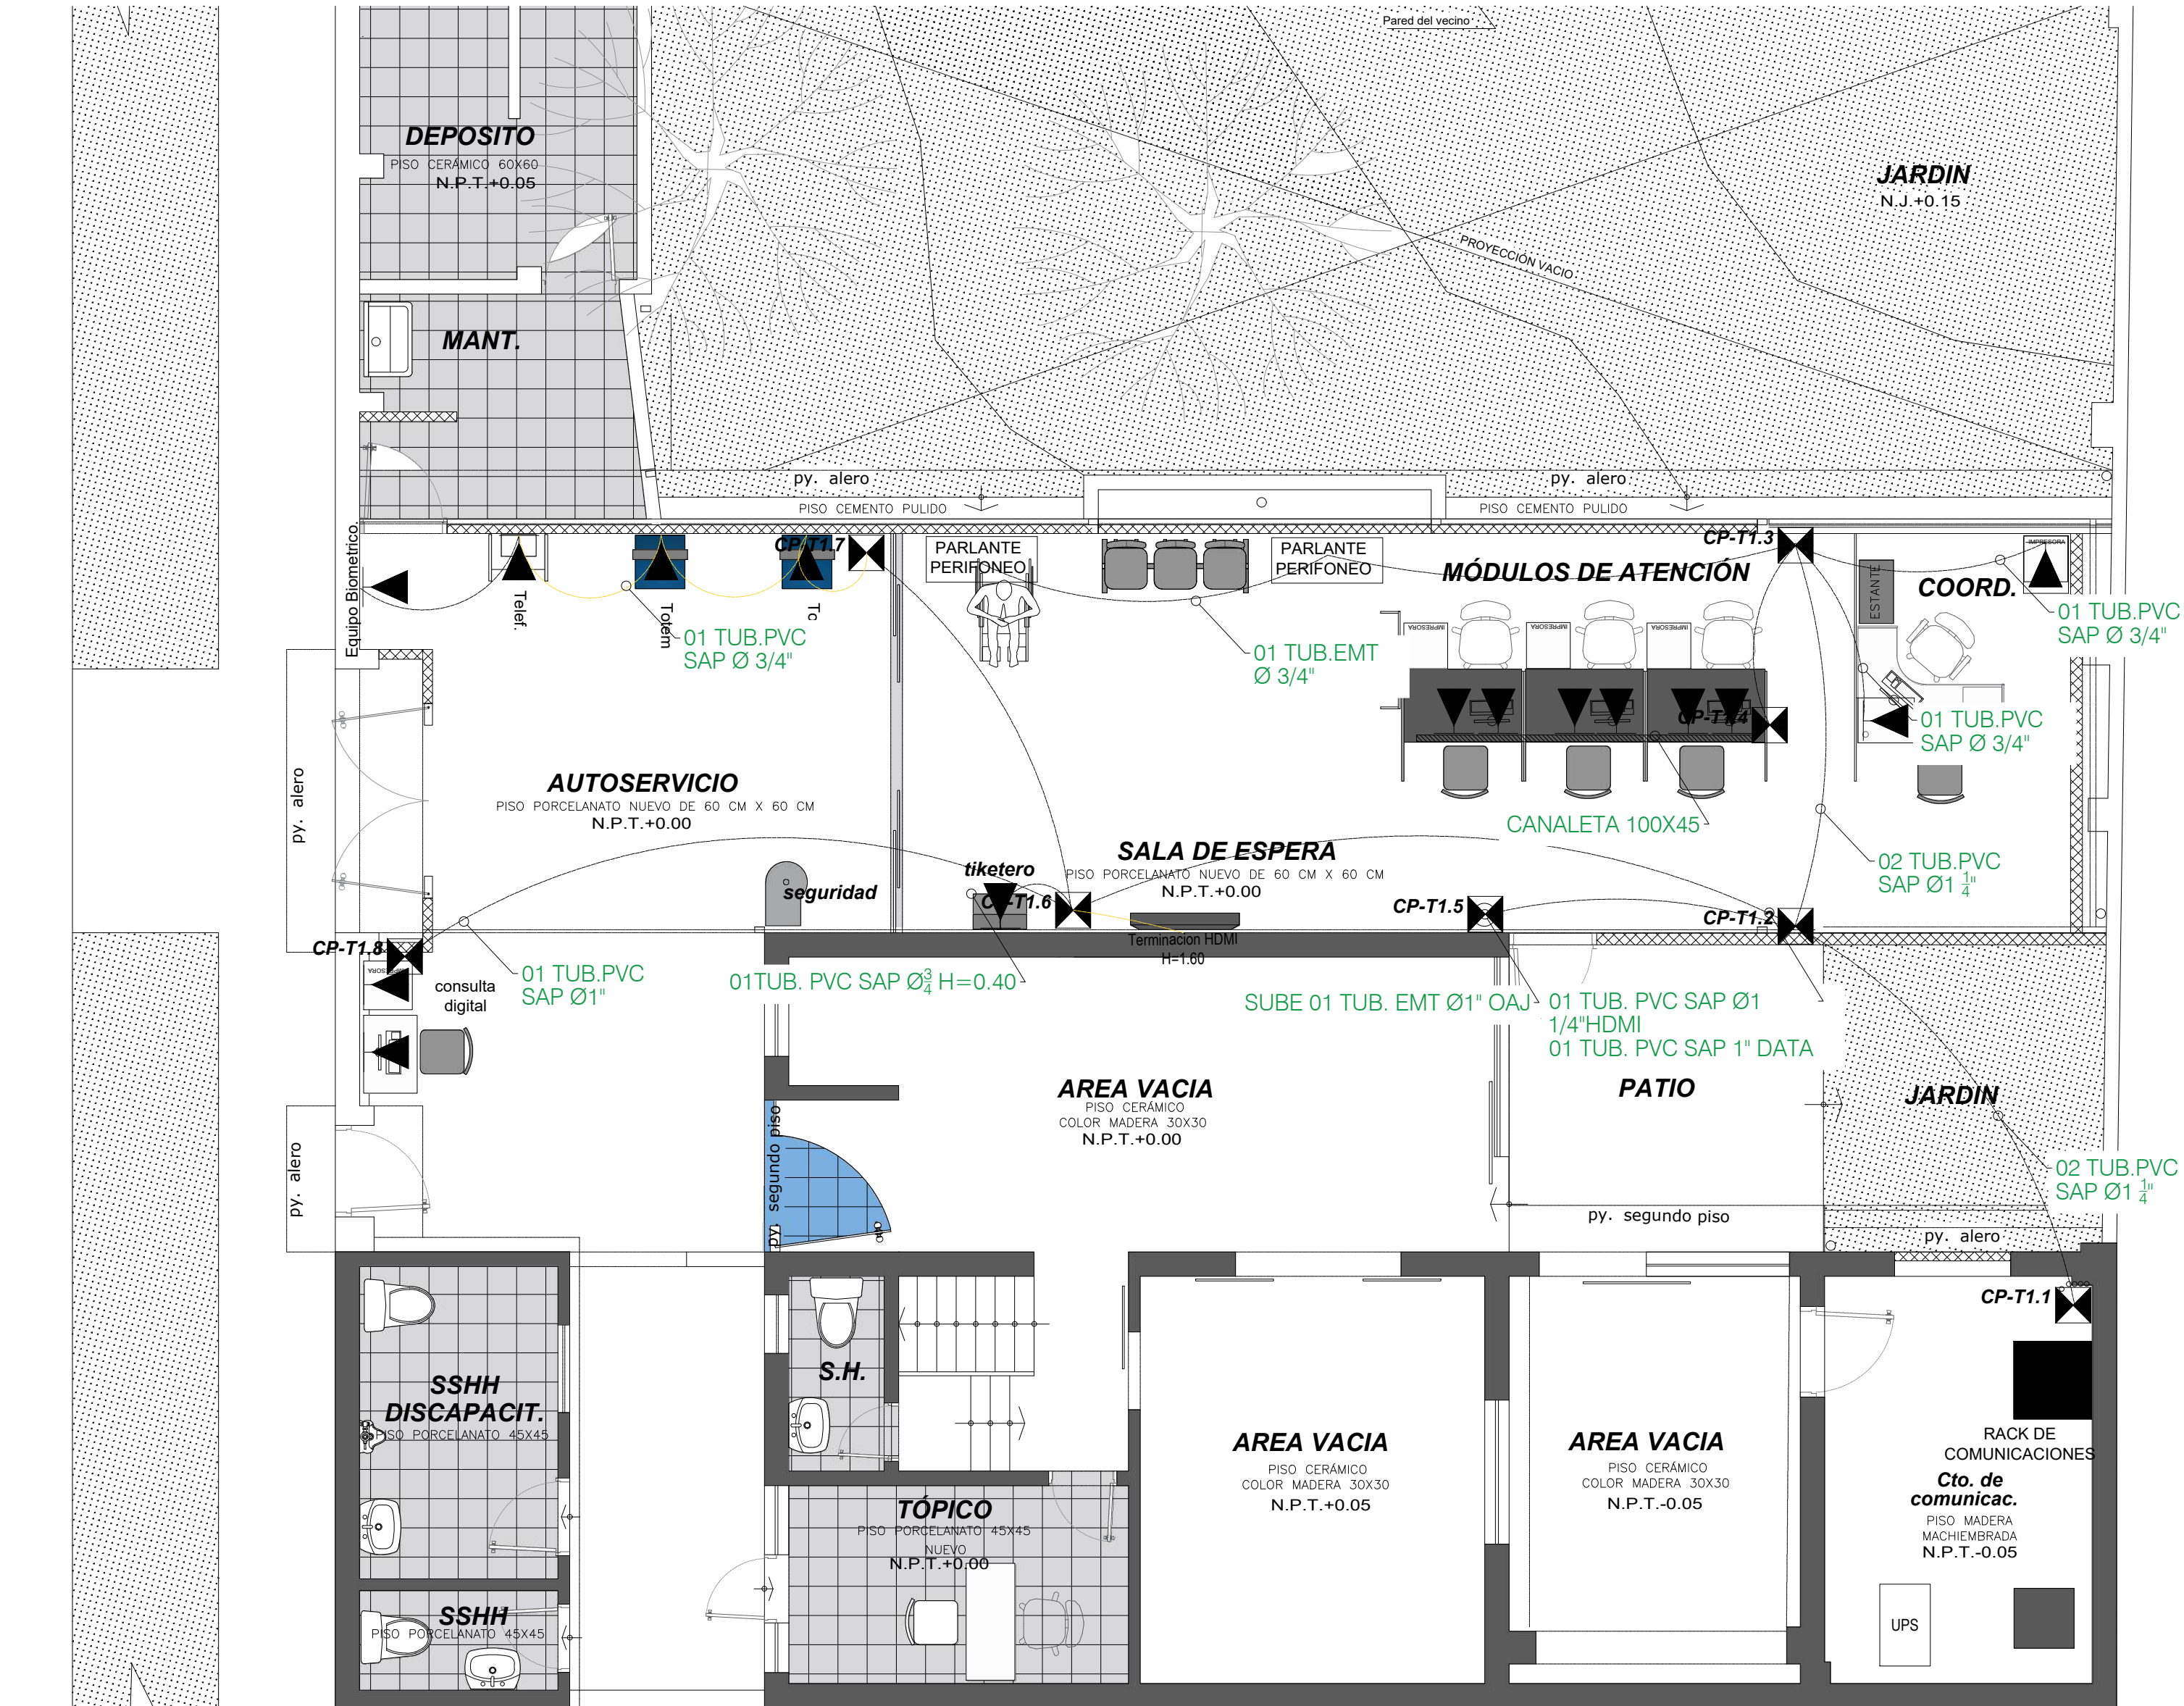 Pared del vecino
DEPOSITO
PISO CERÁMICO 60X60
N.P.T.+0.05
JARDIN
N.J.+0.15
PROYECCIÓN VACIO
MANT.
py. alero
py. alero
PISO CEMENTO PULIDO
PISO CEMENTO PULIDO
Equipo Biometrico.
Telef.
Totem
Tc
CP-T1.7
01 TUB.PVC
SAP Ø 3/4"
PARLANTE
PERIFONEO
PARLANTE
PERIFONEO
01 TUB.EMT
Ø 3/4"
CP-T1.3
MÓDULOS DE ATENCIÓN
IMPRESORA
IMPRESORA
IMPRESORA
ESTANTE
COORD.
IMPRESORA
01 TUB.PVC
SAP Ø 3/4"
CP-T1.4
01 TUB.PVC
SAP Ø 3/4"
AUTOSERVICIO
PISO PORCELANATO NUEVO DE 60 CM X 60 CM
N.P.T.+0.00
py. alero
CANALETA 100X45
SALA DE ESPERA
PISO PORCELANATO NUEVO DE 60 CM X 60 CM
N.P.T.+0.00
02 TUB.PVC
SAP Ø1 1/4"
seguridad
tiketero
CP-T1.6
CP-T1.5
CP-T1.2
Terminacion HDMI
H=1.60
CP-T1.8
IMPRESORA
consulta
digital
01 TUB.PVC
SAP Ø1"
01TUB. PVC SAP Ø3/4 H=0.40
SUBE 01 TUB. EMT Ø1" OAJ
01 TUB. PVC SAP Ø1
1/4"HDMI
01 TUB. PVC SAP 1" DATA
AREA VACIA
PISO CERÁMICO
COLOR MADERA 30X30
N.P.T.+0.00
PATIO
JARDIN
02 TUB.PVC
SAP Ø1 1/4"
py. alero
py. segundo piso
py. segundo piso
py. alero
CP-T1.1
SSHH
DISCAPACIT.
PISO PORCELANATO 45X45
S.H.
RACK DE
COMUNICACIONES
Cto. de
comunicac.
PISO MADERA
MACHIEMBRADA
N.P.T.-0.05
AREA VACIA
PISO CERÁMICO
COLOR MADERA 30X30
N.P.T.+0.05
AREA VACIA
PISO CERÁMICO
COLOR MADERA 30X30
N.P.T.-0.05
TÓPICO
PISO PORCELANATO 45X45
NUEVO
N.P.T.+0.00
SSHH
PISO PORCELANATO 45X45
UPS